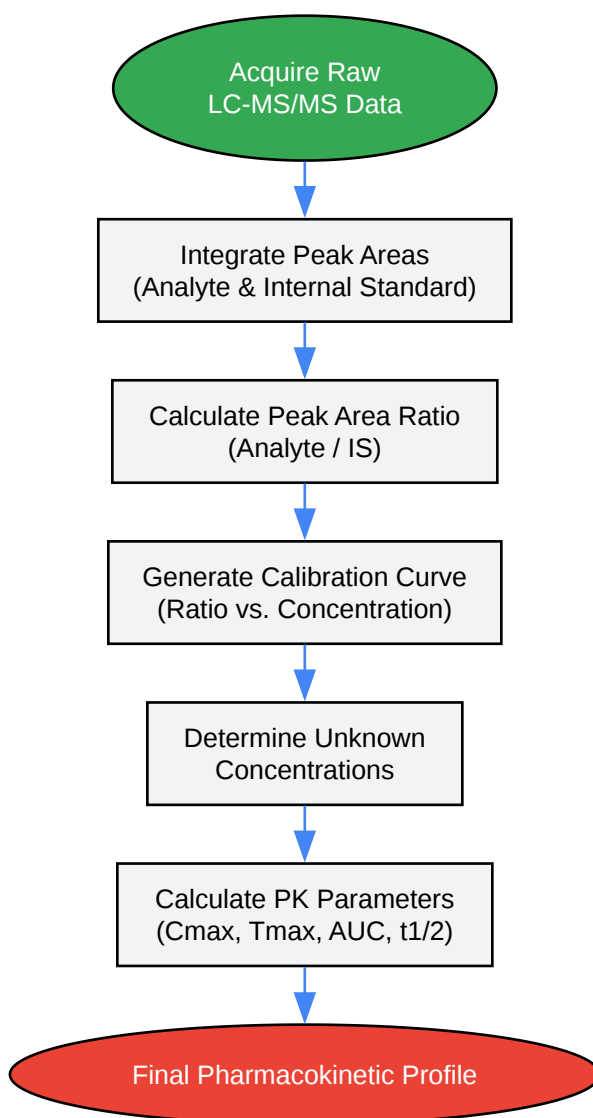 Acquire Raw
LC-MS/MS Data
Integrate Peak Areas
(Analyte & Internal Standard)
Calculate Peak Area Ratio
(Analyte / IS)
Generate Calibration Curve
(Ratio vs. Concentration)
Determine Unknown
Concentrations
Calculate PK Parameters
(Cmax, Tmax, AUC, t1/2)
Final Pharmacokinetic Profile